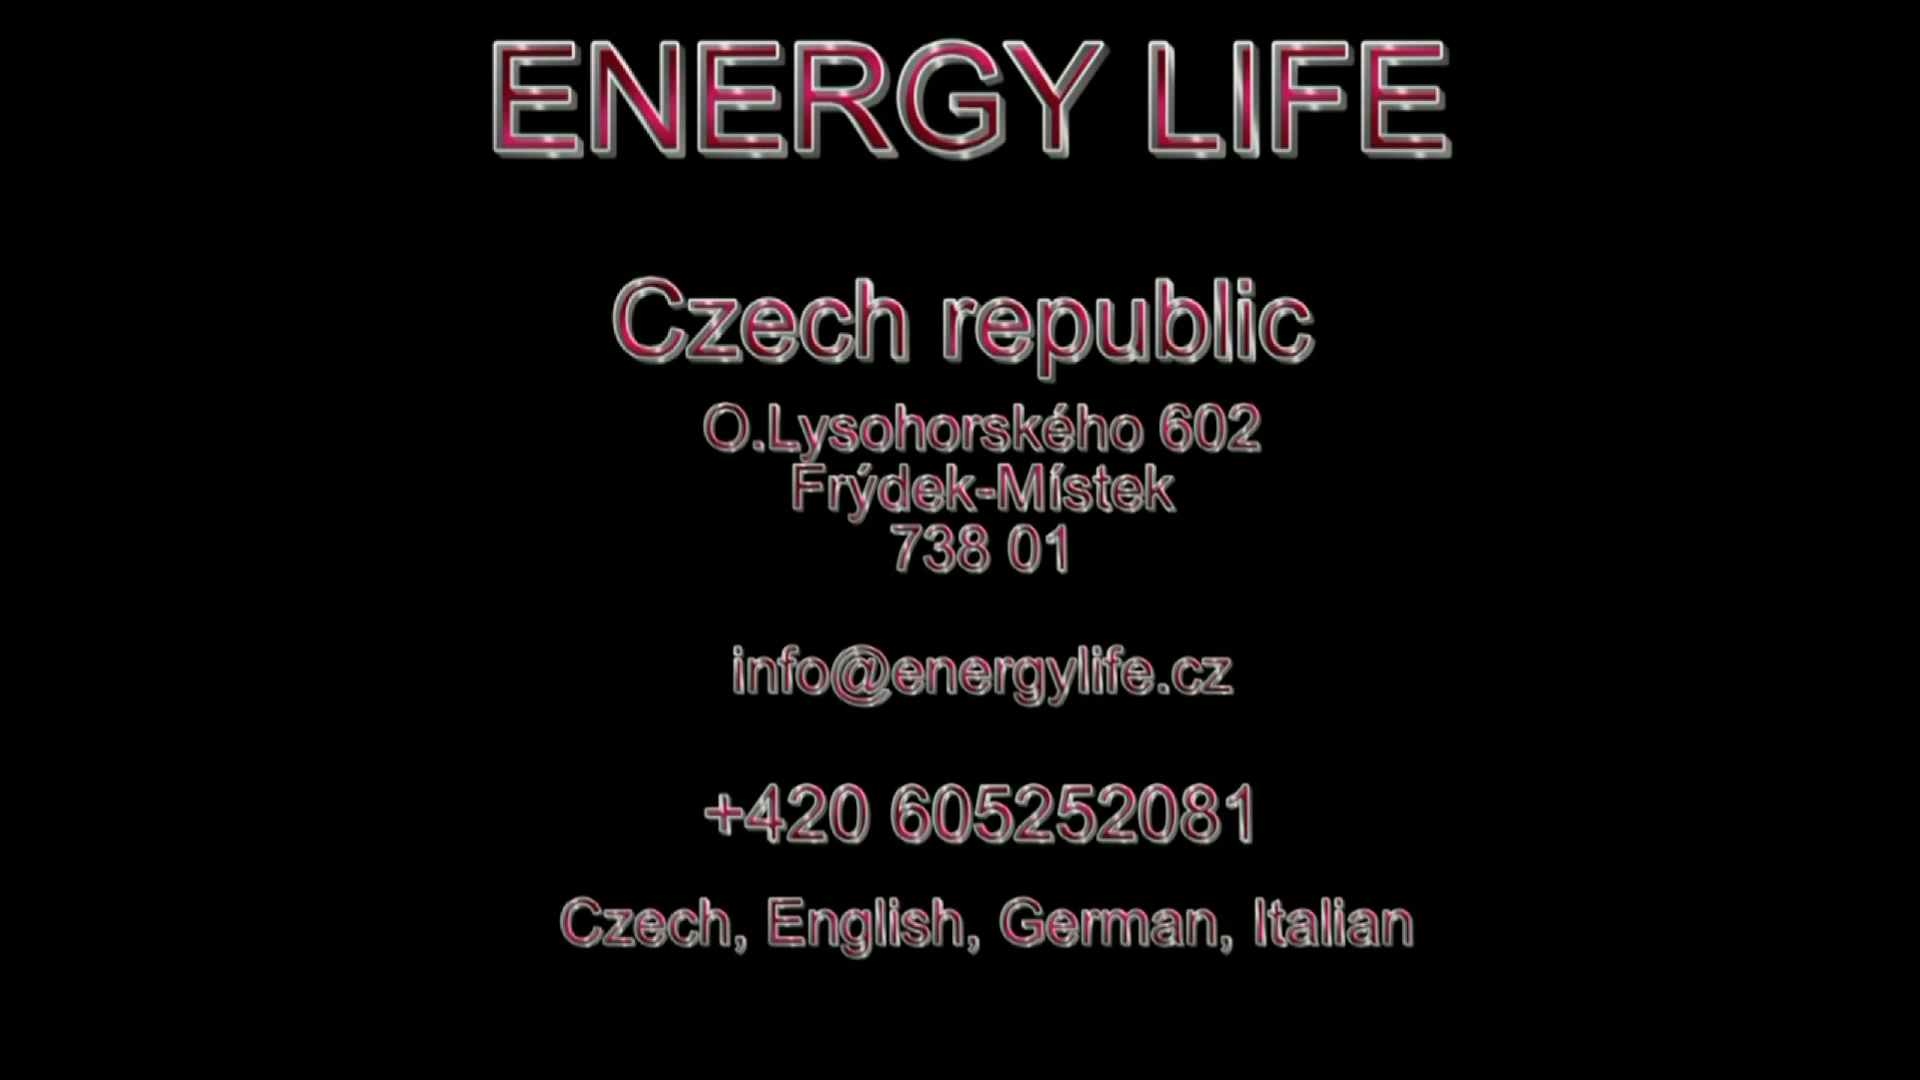 ENERGY LIFE
Czech republic
O.Lysohorského 602
Frýdek-Místek
738 01
info@energylife.cz
+420 605252081
Czech, English, German, Italian